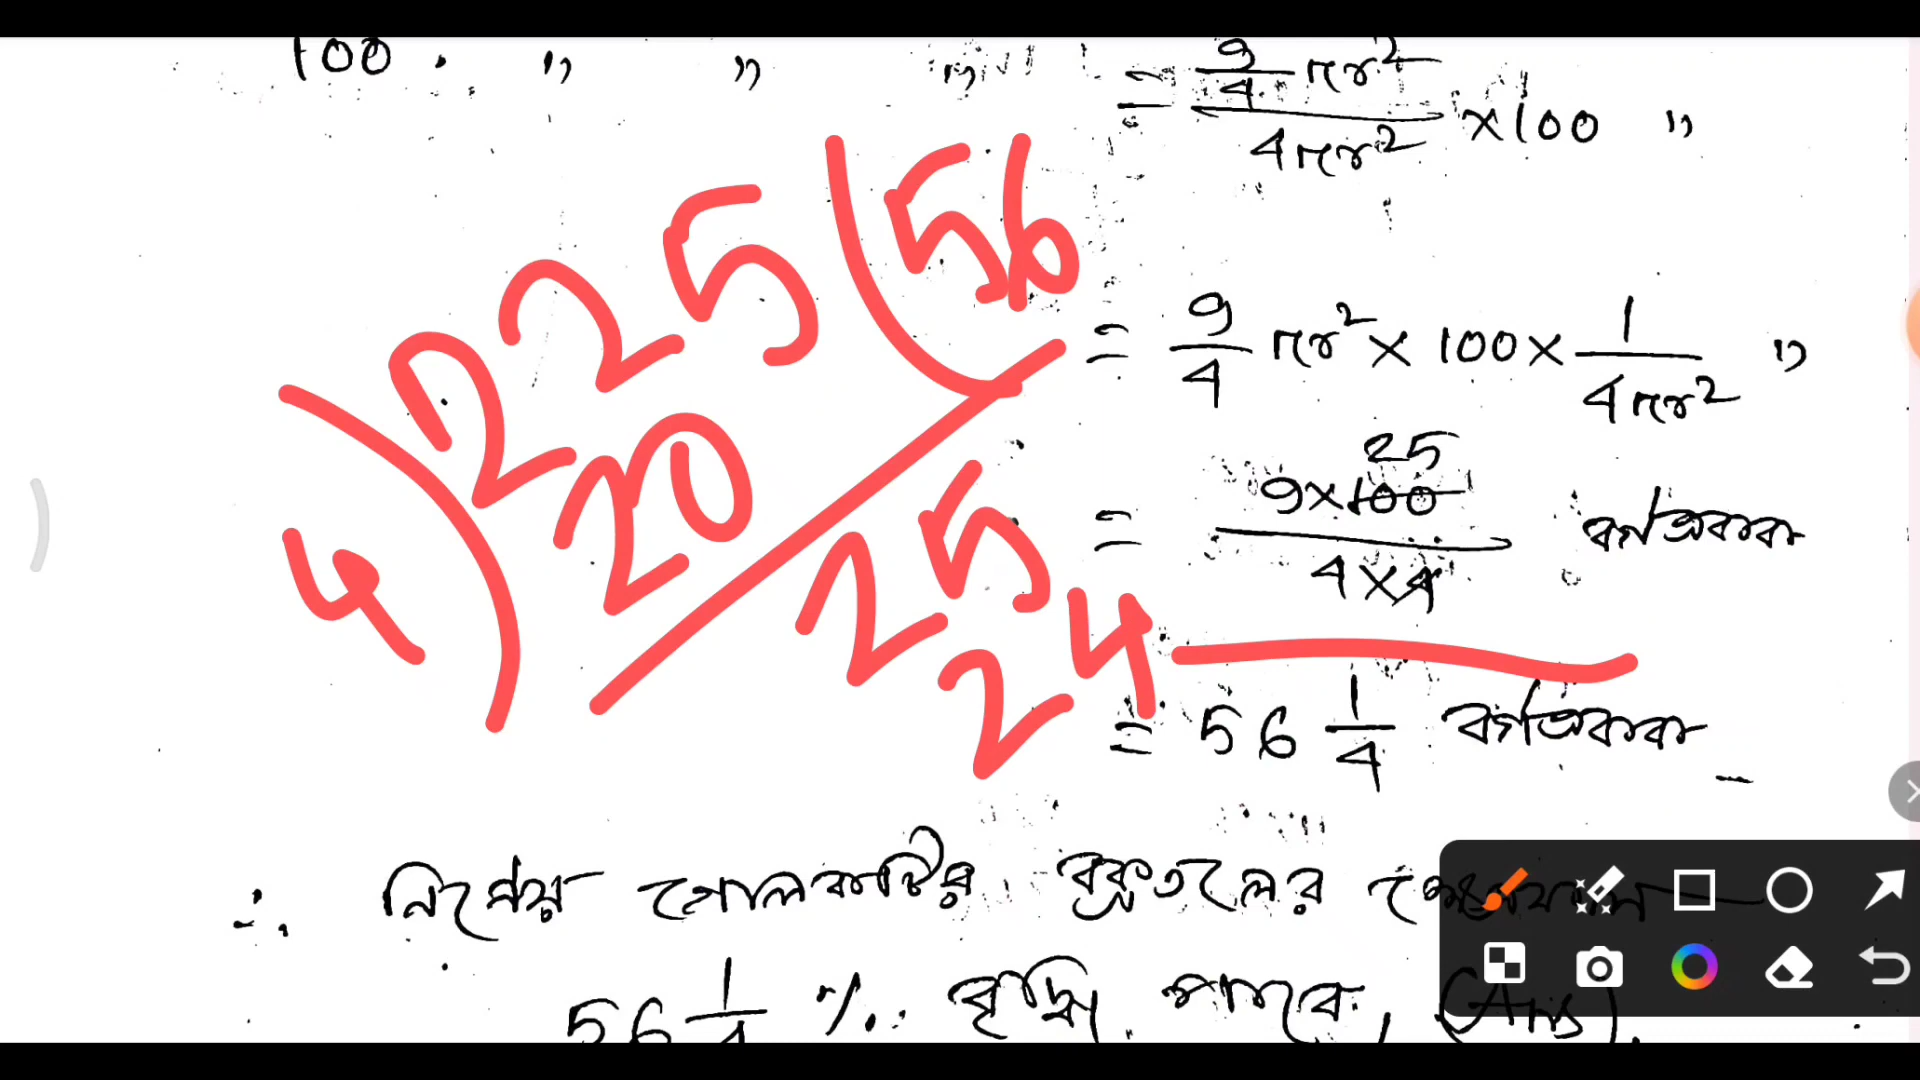 100 . " " " = 9/4 πr² / 4πr² ×100 "
= 9/4 πr² × 100 × 1/4πr² "
25
= 9×100 / 4×4 বর্গএকক
= 56 1/4 বর্গএকক
4) 225 (56
20
25
24
∴ নির্ণেয় গোলকটির বক্রতলের
56 1/4 % বৃদ্ধি পাবে, (Ans).